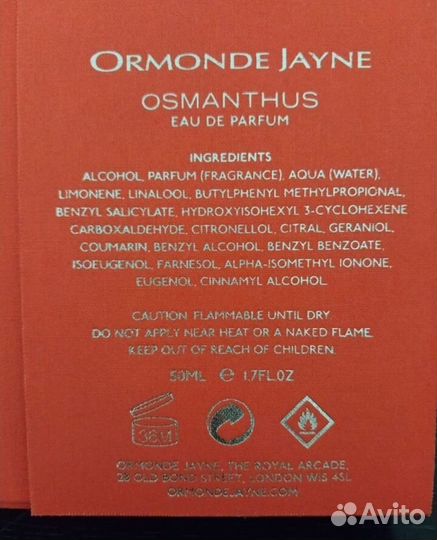 ORMONDE JAYNE
OSMANTHUS
EAU DE PARFUM
INGREDIENTS
ALCOHOL, PARFUM (FRAGRANCE), AQUA (WATER),
LIMONENE, LINALOOL, BUTYLPHENYL METHYLPROPIONAL,
BENZYL SALICYLATE, HYDROXYISOHEXYL 3-CYCLOHEXENE
CARBOXALDEHYDE, CITRONELLOL, CITRAL, GERANIOL,
COUMARIN, BENZYL ALCOHOL, BENZYL BENZOATE,
ISOEUGENOL, FARNESOL, ALPHA-ISOMETHYL IONONE,
EUGENOL, CINNAMYL ALCOHOL.
CAUTION: FLAMMABLE UNTIL DRY.
DO NOT APPLY NEAR HEAT OR A NAKED FLAME.
KEEP OUT OF REACH OF CHILDREN.
50ML ℮ 1.7FL.OZ
36M
ORMONDE JAYNE, THE ROYAL ARCADE,
28 OLD BOND STREET, LONDON W1S 4SL
ORMONDEJAYNE.COM
Avito